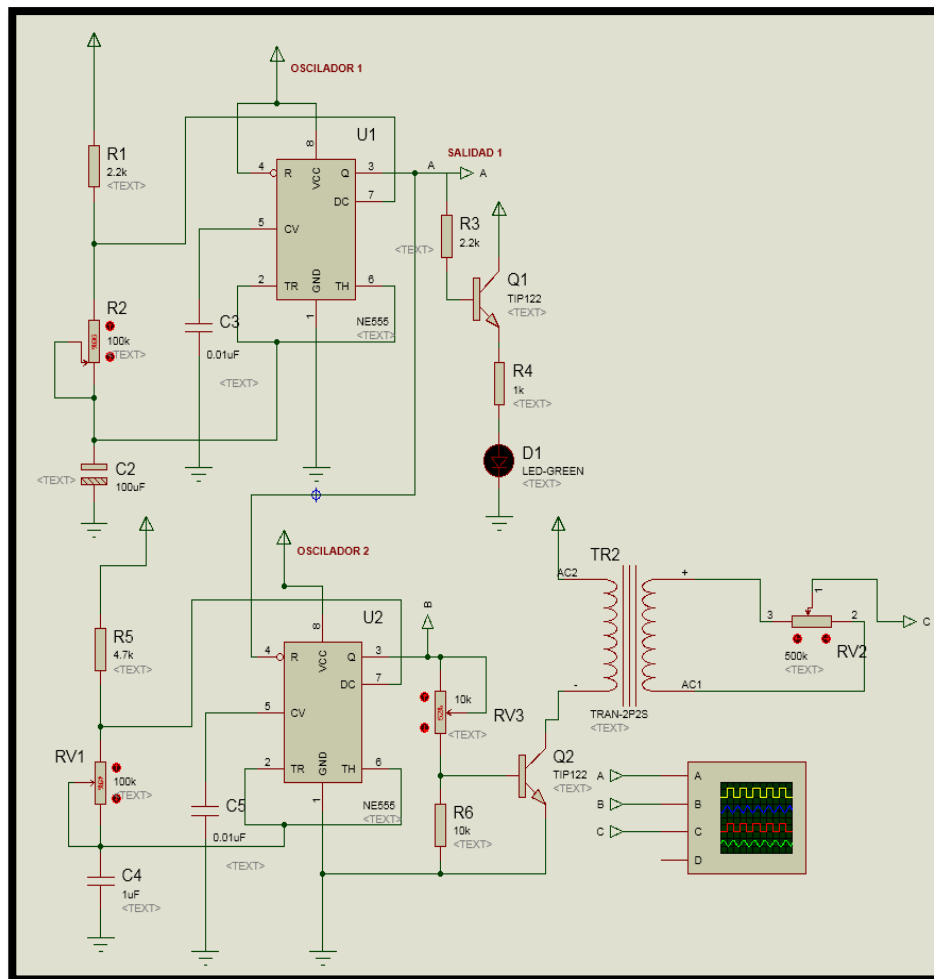 OSCILADOR 1
R1
2.2k
<TEXT>
U1
4
R
8
VCC
Q
3
DC
7
5
CV
2
TR
GND
1
TH
6
NE555
<TEXT>
SALIDAD 1
A
A
R3
2.2k
<TEXT>
Q1
TIP122
<TEXT>
R2
100k
<TEXT>
C3
0.01uF
<TEXT>
R4
1k
<TEXT>
C2
100uF
<TEXT>
D1
LED-GREEN
<TEXT>
OSCILADOR 2
R5
4.7k
<TEXT>
U2
4
R
8
VCC
Q
3
DC
7
5
CV
2
TR
GND
1
TH
6
NE555
<TEXT>
B
RV3
10k
<TEXT>
TR2
AC2
-
+
AC1
TRAN-2P2S
<TEXT>
3
1
2
RV2
500k
<TEXT>
C
RV1
100k
<TEXT>
C5
0.01uF
<TEXT>
Q2
TIP122
<TEXT>
R6
10k
<TEXT>
C4
1uF
<TEXT>
A
B
C
A
B
C
D